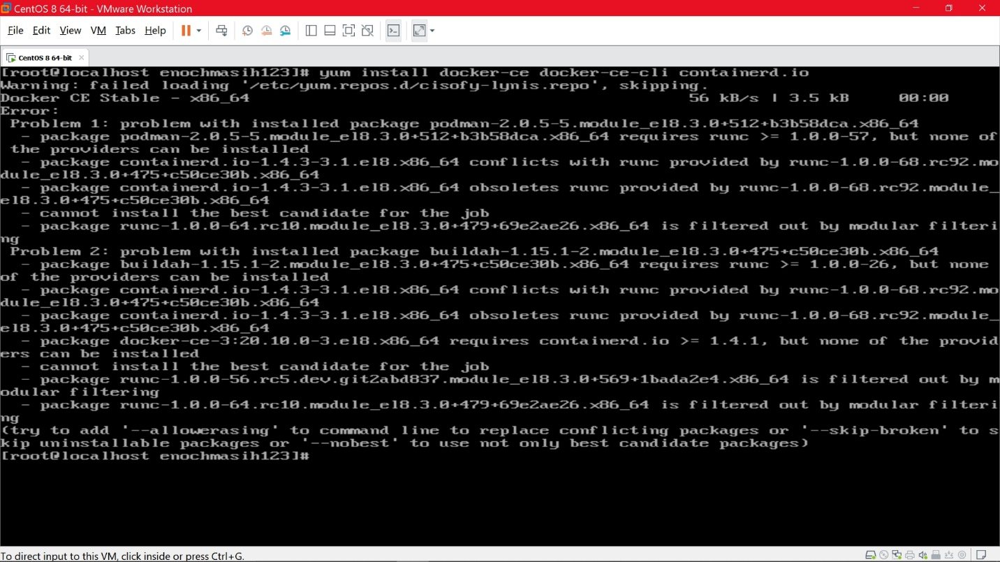 CentOS 8 64-bit - VMware Workstation
File Edit View VM Tabs Help
CentOS 8 64-bit
[root@localhost enochmasih123]# yum install docker-ce docker-ce-cli containerd.io
Warning: failed loading '/etc/yum.repos.d/cisofy-lynis.repo', skipping.
Docker CE Stable - x86_64 56 kB/s | 3.5 kB 00:00
Error:
Problem 1: problem with installed package podman-2.0.5-5.module_el8.3.0+512+b3b58dca.x86_64
- package podman-2.0.5-5.module_el8.3.0+512+b3b58dca.x86_64 requires runc >= 1.0.0-57, but none of
the providers can be installed
- package containerd.io-1.4.3-3.1.el8.x86_64 conflicts with runc provided by runc-1.0.0-68.rc92.mo
dule_el8.3.0+475+c50ce30b.x86_64
- package containerd.io-1.4.3-3.1.el8.x86_64 obsoletes runc provided by runc-1.0.0-68.rc92.module_
el8.3.0+475+c50ce30b.x86_64
- cannot install the best candidate for the job
- package runc-1.0.0-64.rc10.module_el8.3.0+479+69e2ae26.x86_64 is filtered out by modular filteri
ng
Problem 2: problem with installed package buildah-1.15.1-2.module_el8.3.0+475+c50ce30b.x86_64
- package buildah-1.15.1-2.module_el8.3.0+475+c50ce30b.x86_64 requires runc >= 1.0.0-26, but none
of the providers can be installed
- package containerd.io-1.4.3-3.1.el8.x86_64 conflicts with runc provided by runc-1.0.0-68.rc92.mo
dule_el8.3.0+475+c50ce30b.x86_64
- package containerd.io-1.4.3-3.1.el8.x86_64 obsoletes runc provided by runc-1.0.0-68.rc92.module_
el8.3.0+475+c50ce30b.x86_64
- package docker-ce-3:20.10.0-3.el8.x86_64 requires containerd.io >= 1.4.1, but none of the provid
ers can be installed
- cannot install the best candidate for the job
- package runc-1.0.0-56.rc5.dev.git2abd837.module_el8.3.0+569+1bada2e4.x86_64 is filtered out by m
odular filtering
- package runc-1.0.0-64.rc10.module_el8.3.0+479+69e2ae26.x86_64 is filtered out by modular filteri
ng
(try to add '--allowerasing' to command line to replace conflicting packages or '--skip-broken' to s
kip uninstallable packages or '--nobest' to use not only best candidate packages)
[root@localhost enochmasih123]#
To direct input to this VM, click inside or press Ctrl+G.